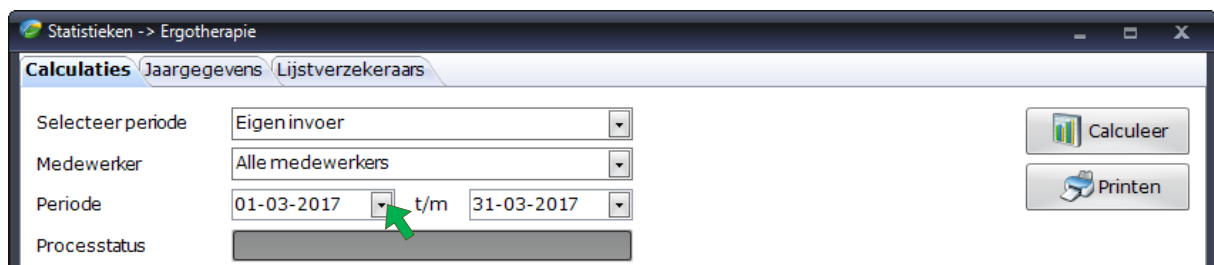 Statistieken -> Ergotherapie
Calculaties Jaargegevens Lijstverzekeraars
Selecteer periode Eigen invoer Calculeer
Medewerker Alle medewerkers
Printen
Periode 01-03-2017 t/m 31-03-2017
Processtatus